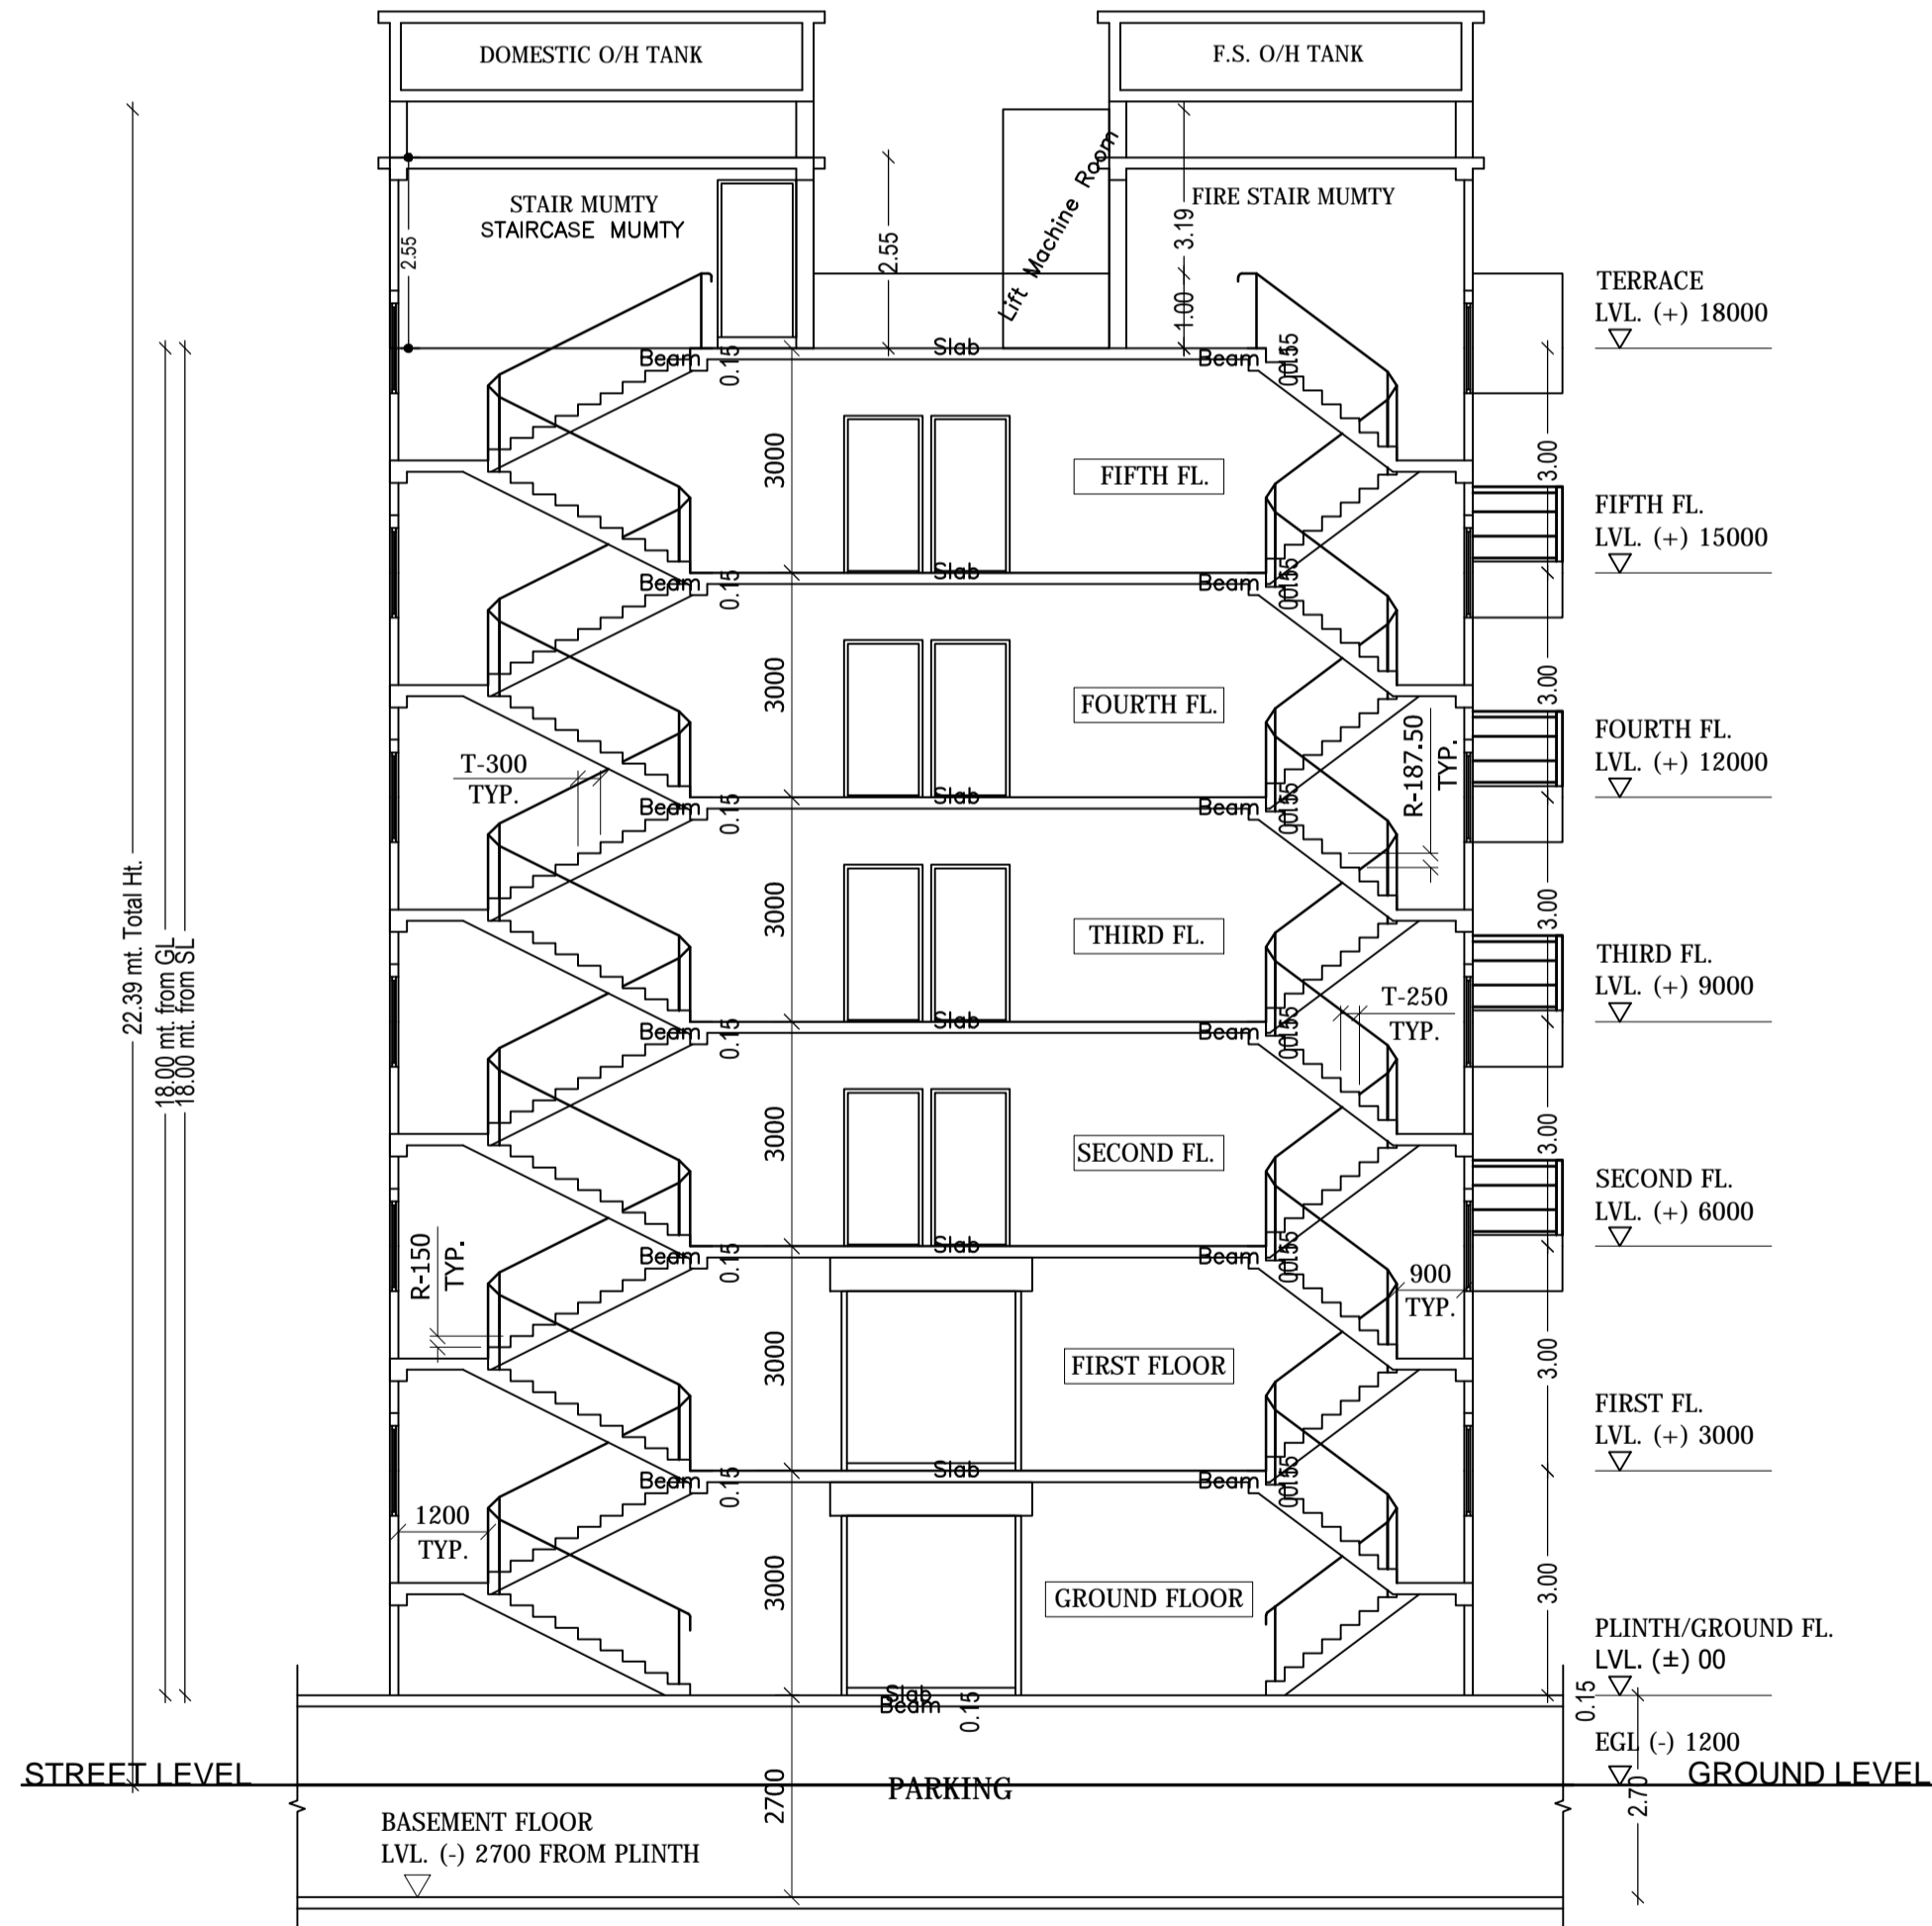 DOMESTIC O/H TANK
F.S. O/H TANK
STAIR MUMTY
STAIRCASE MUMTY
2.55
2.55
Lift Machine Room
3.19
1.00
FIRE STAIR MUMTY
TERRACE
LVL. (+) 18000
Beam
0.15
Slab
Beam
3000
FIFTH FL.
3.00
FIFTH FL.
LVL. (+) 15000
Beam
0.15
Slab
Beam
3000
FOURTH FL.
3.00
R-187.50
TYP.
FOURTH FL.
LVL. (+) 12000
T-300
TYP.
Beam
0.15
Slab
Beam
3000
THIRD FL.
3.00
THIRD FL.
LVL. (+) 9000
T-250
TYP.
22.39 mt. Total Ht.
18.00 mt. from GL
18.00 mt. from SL
Beam
0.15
Slab
Beam
3000
SECOND FL.
3.00
SECOND FL.
LVL. (+) 6000
R-150
TYP.
Beam
0.15
Slab
Beam
900
TYP.
3000
FIRST FLOOR
3.00
FIRST FL.
LVL. (+) 3000
Beam
0.15
Slab
Beam
1200
TYP.
3000
GROUND FLOOR
3.00
PLINTH/GROUND FL.
LVL. (±) 00
Slab
Beam
0.15
0.15
EGL (-) 1200
STREET LEVEL
2700
PARKING
2.70
GROUND LEVEL
BASEMENT FLOOR
LVL. (-) 2700 FROM PLINTH